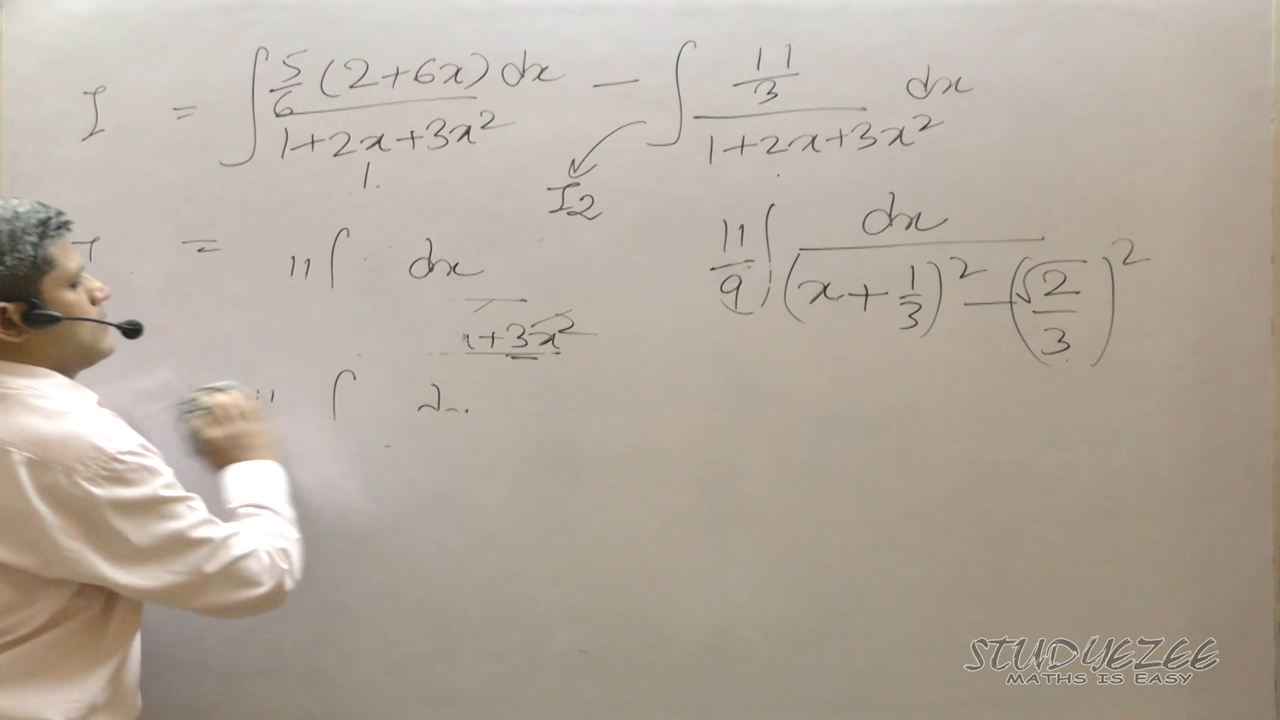 I = ∫ 5/6 (2+6x) dx / 1+2x+3x² − ∫ 11/3 / 1+2x+3x² dx
I2
= 11 ∫ dx
11/9 ∫ dx / (x + 1/3)² − (√2/3)²
x+3x²
11 ∫
STUDYEZEE
MATHS IS EASY